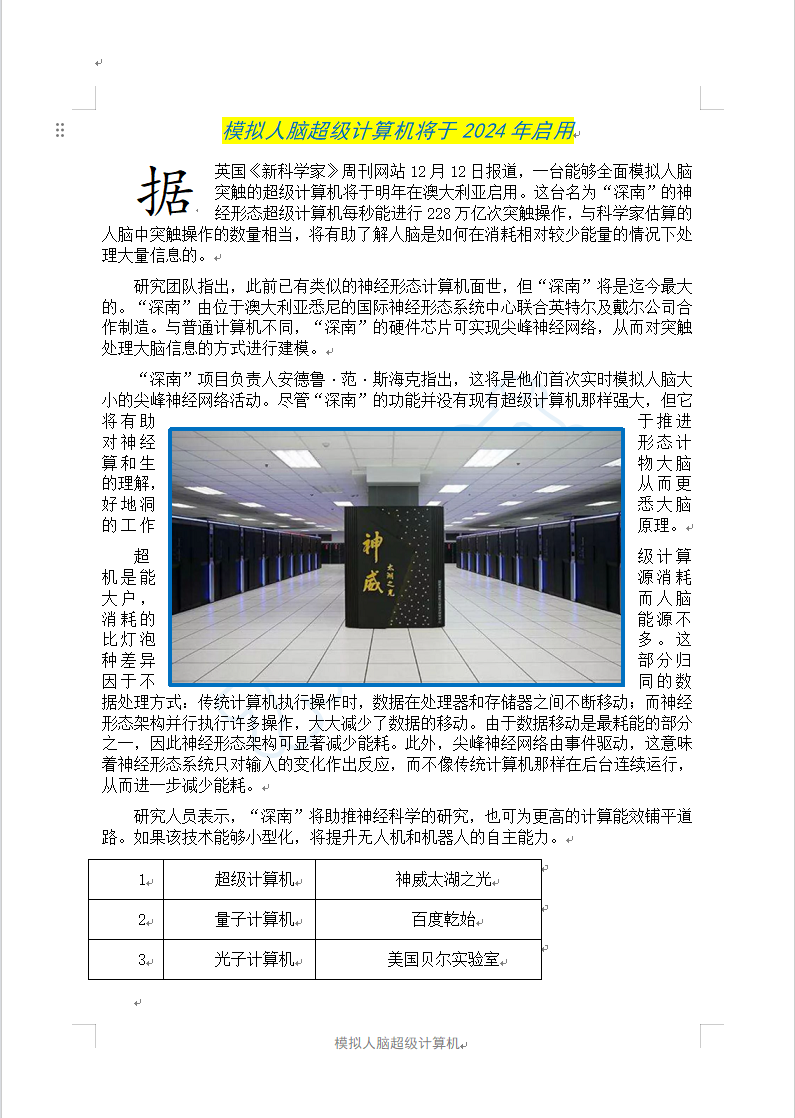 模拟人脑超级计算机将于2024年启用
据英国《新科学家》周刊网站12月12日报道，一台能够全面模拟人脑
突触的超级计算机将于明年在澳大利亚启用。这台名为“深南”的神
经形态超级计算机每秒能进行228万亿次突触操作，与科学家估算的
人脑中突触操作的数量相当，将有助了解人脑是如何在消耗相对较少能量的情况下处
理大量信息的。
研究团队指出，此前已有类似的神经形态计算机面世，但“深南”将是迄今最大
的。“深南”由位于澳大利亚悉尼的国际神经形态系统中心联合英特尔及戴尔公司合
作制造。与普通计算机不同，“深南”的硬件芯片可实现尖峰神经网络，从而对突触
处理大脑信息的方式进行建模。
“深南”项目负责人安德鲁·范·斯海克指出，这将是他们首次实时模拟人脑大
小的尖峰神经网络活动。尽管“深南”的功能并没有现有超级计算机那样强大，但它
将有助 于推进
对神经 形态计
算和生 物大脑
的理解， 从而更
好地洞 悉大脑
的工作 原理。
超 级计算
机是能 源消耗
大户， 而人脑
消耗的 能源不
比灯泡 多。这
种差异 部分归
因于不 同的数
神威
太湖之光
据处理方式：传统计算机执行操作时，数据在处理器和存储器之间不断移动；而神经
形态架构并行执行许多操作，大大减少了数据的移动。由于数据移动是最耗能的部分
之一，因此神经形态架构可显著减少能耗。此外，尖峰神经网络由事件驱动，这意味
着神经形态系统只对输入的变化作出反应，而不像传统计算机那样在后台连续运行，
从而进一步减少能耗。
研究人员表示，“深南”将助推神经科学的研究，也可为更高的计算能效铺平道
路。如果该技术能够小型化，将提升无人机和机器人的自主能力。
1 超级计算机 神威太湖之光
2 量子计算机 百度乾始
3 光子计算机 美国贝尔实验室
模拟人脑超级计算机